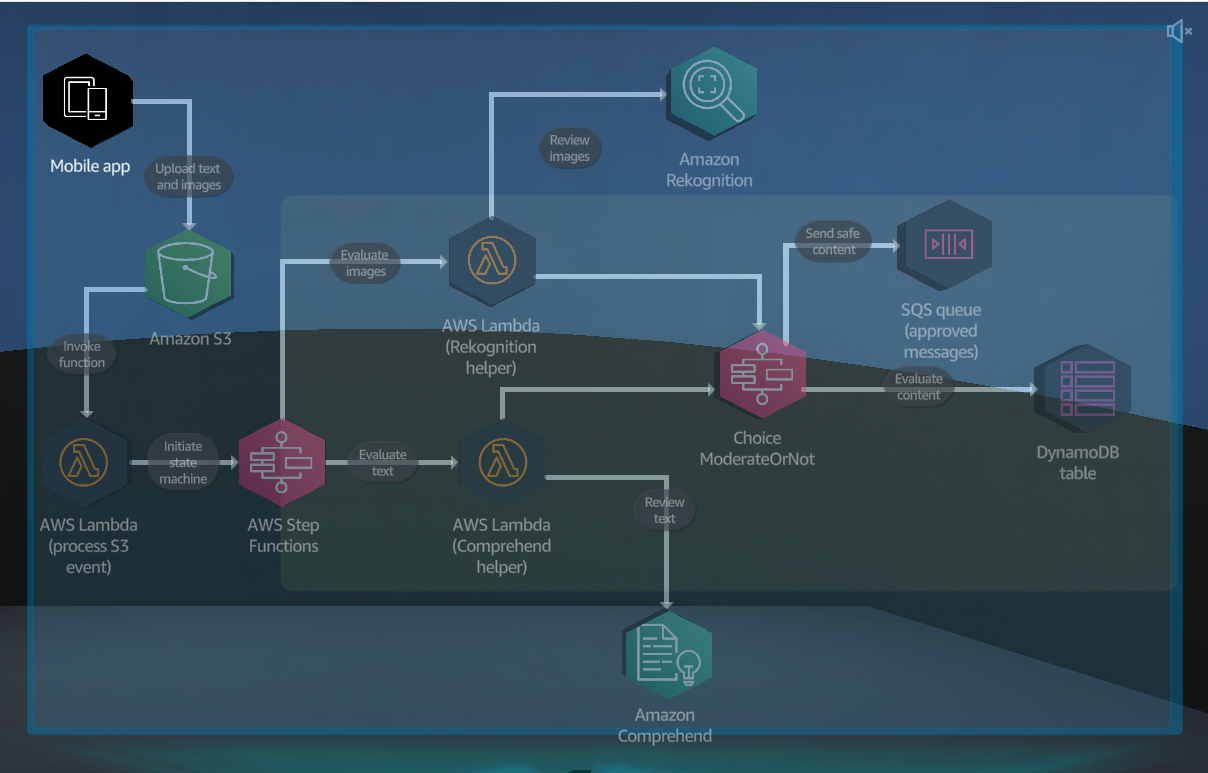 Mobile app
Upload text
and images
Review
images
Amazon
Rekognition
Send safe
content
Evaluate
images
SQS queue
(approved
messages)
AWS Lambda
(Rekognition
helper)
Amazon S3
Invoke
function
Evaluate
content
Choice
ModerateOrNot
DynamoDB
table
Initiate
state
machine
Evaluate
text
AWS Lambda
(process S3
event)
AWS Step
Functions
AWS Lambda
(Comprehend
helper)
Review
text
Amazon
Comprehend